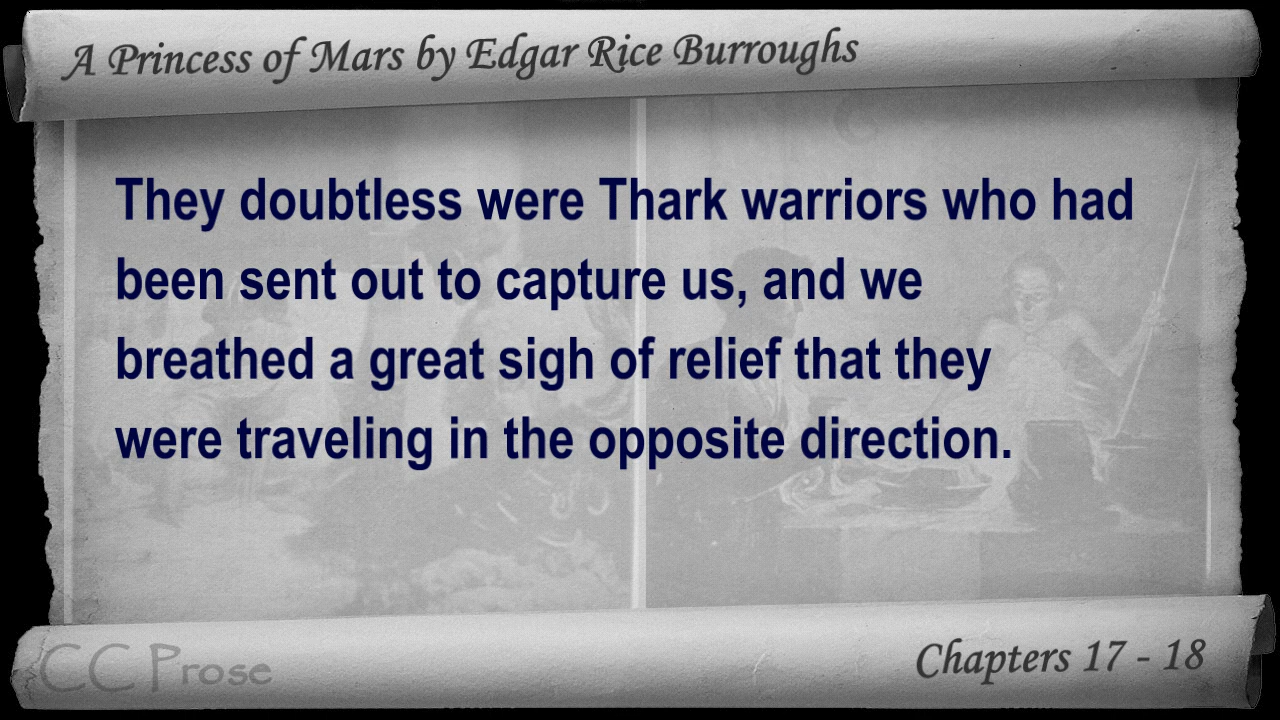 A Princess of Mars by Edgar Rice Burroughs
They doubtless were Thark warriors who had
been sent out to capture us, and we
breathed a great sigh of relief that they
were traveling in the opposite direction.
CC Prose
Chapters 17 - 18